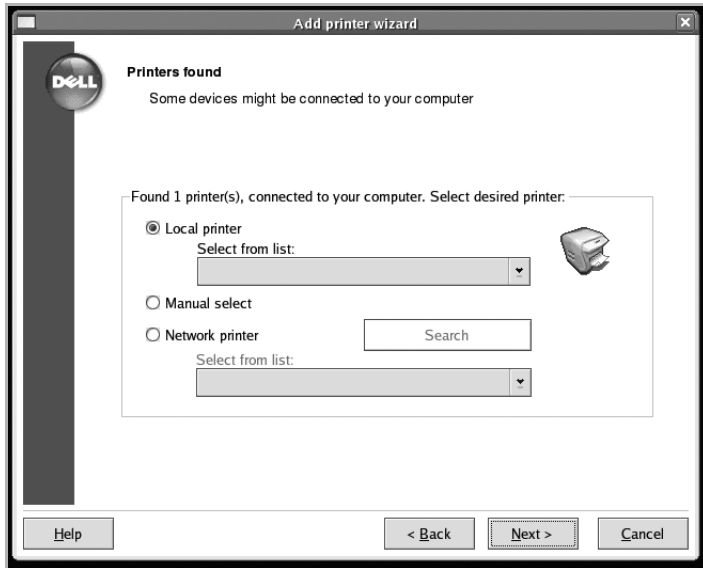 Add printer wizard
DELL
Printers found
Some devices might be connected to your computer
Found 1 printer(s), connected to your computer. Select desired printer:
Local printer
Select from list:
Manual select
Network printer
Search
Select from list:
Help
< Back
Next >
Cancel